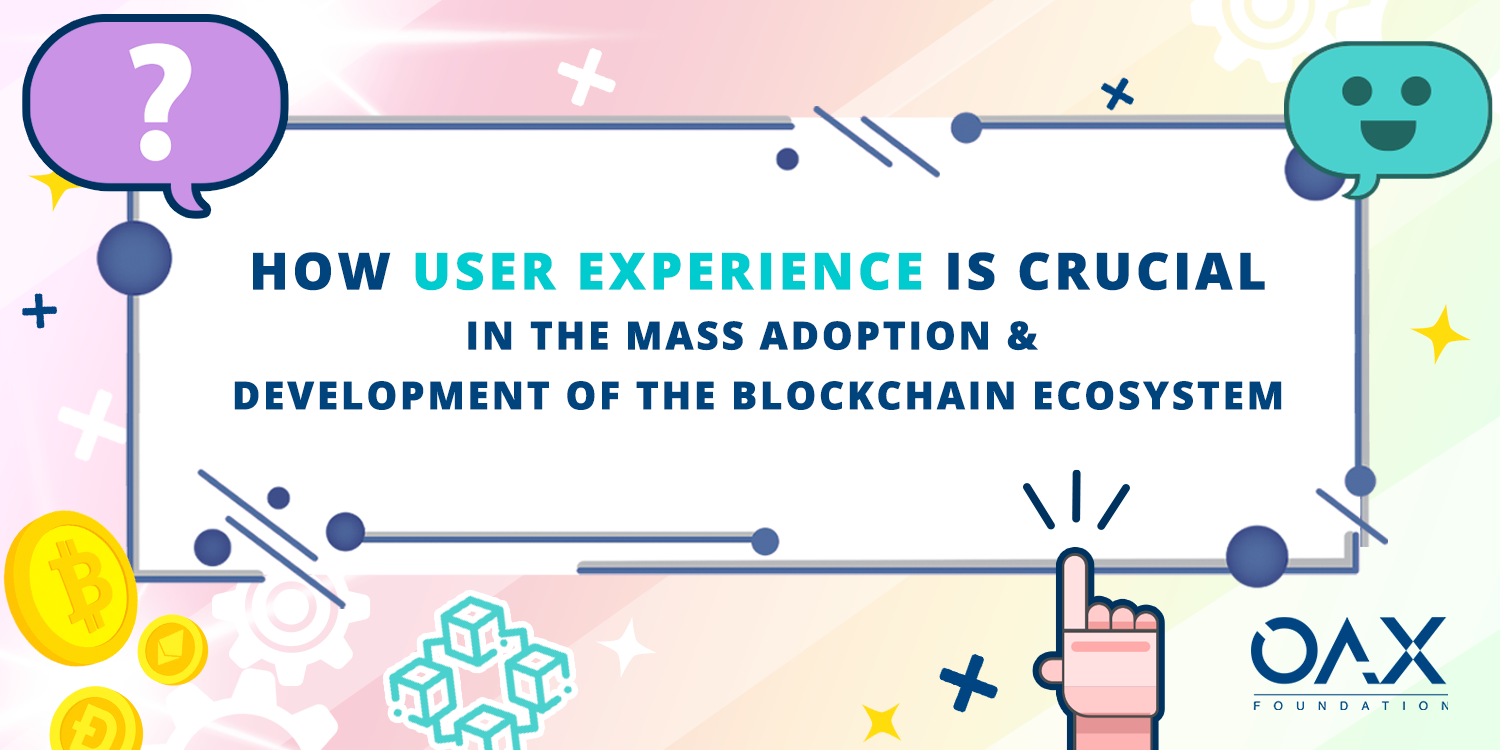 ?
HOW USER EXPERIENCE IS CRUCIAL
IN THE MASS ADOPTION &
DEVELOPMENT OF THE BLOCKCHAIN ECOSYSTEM
OAX
FOUNDATION